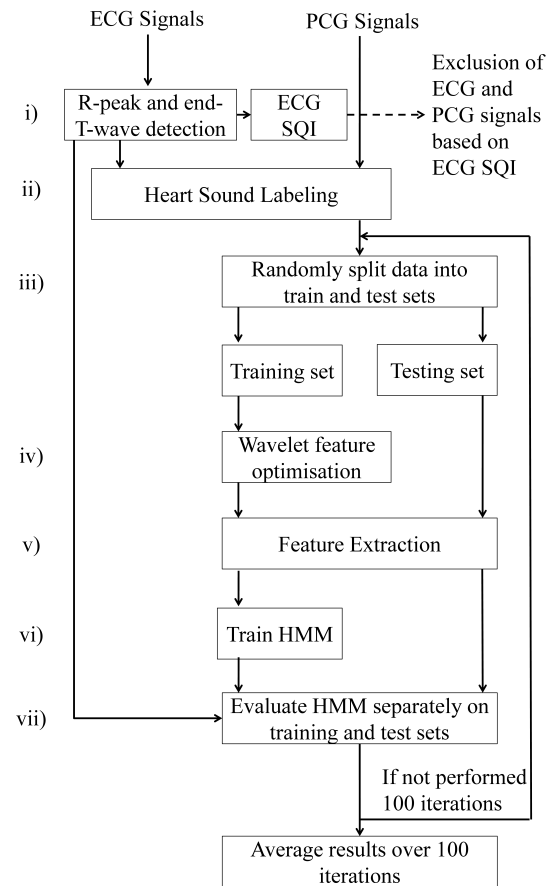 ECG Signals
PCG Signals
i)
R-peak and end-
T-wave detection
ECG
SQI
Exclusion of
ECG and
PCG signals
based on
ECG SQI
ii)
Heart Sound Labeling
iii)
Randomly split data into
train and test sets
Training set
Testing set
iv)
Wavelet feature
optimisation
v)
Feature Extraction
vi)
Train HMM
vii)
Evaluate HMM separately on
training and test sets
If not performed
100 iterations
Average results over 100
iterations